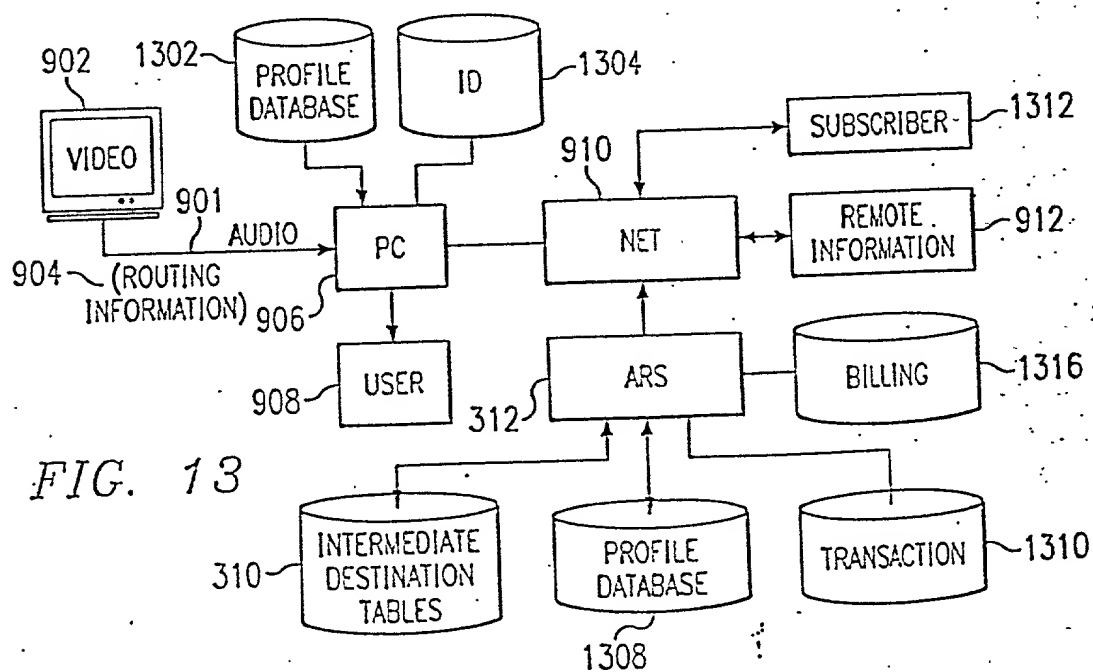 1302
PROFILE
DATABASE
ID
1304
902
VIDEO
901
AUDIO
904
(ROUTING
INFORMATION)
PC
906
USER
908
910
NET
SUBSCRIBER
1312
REMOTE
INFORMATION
912
ARS
312
BILLING
1316
FIG. 13
INTERMEDIATE
DESTINATION
TABLES
310
PROFILE
DATABASE
1308
TRANSACTION
1310